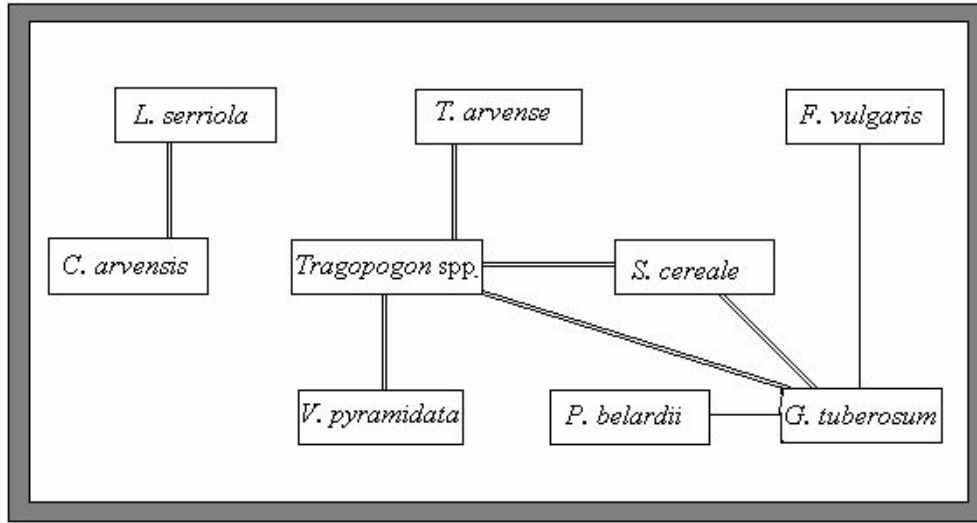 L. serriola
T. arvense
F. vulgaris
C. arvensis
Tragopogon spp.
S. cereale
V. pyramidata
P. belardii
G. tuberosum